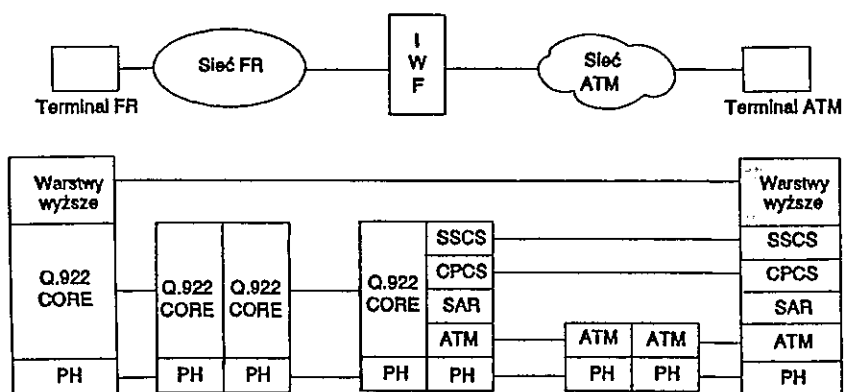 I
W
F
Sieć FR
Sieć
ATM
Terminal FR
Terminal ATM
Warstwy
wyższe
Warstwy
wyższe
Q.922
CORE
Q.922
CORE
Q.922
CORE
Q.922
CORE
SSCS
CPCS
SAR
ATM
ATM
ATM
SSCS
CPCS
SAR
ATM
PH
PH
PH
PH
PH
PH
PH
PH